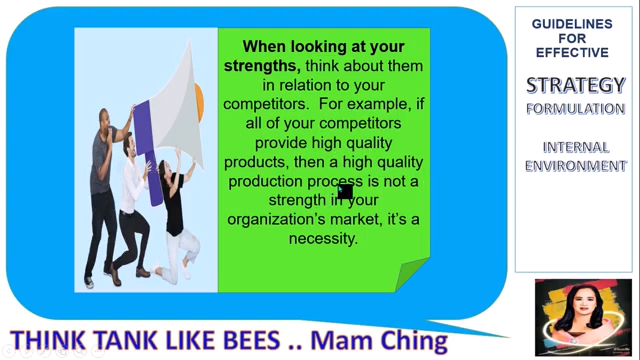 When looking at your
strengths, think about them
in relation to your
competitors. For example, if
all of your competitors
provide high quality
products, then a high quality
production process is not a
strength in your
organization's market, it's a
necessity.
GUIDELINES
FOR
EFFECTIVE
STRATEGY
FORMULATION
INTERNAL
ENVIRONMENT
THINK TANK LIKE BEES .. Mam Ching